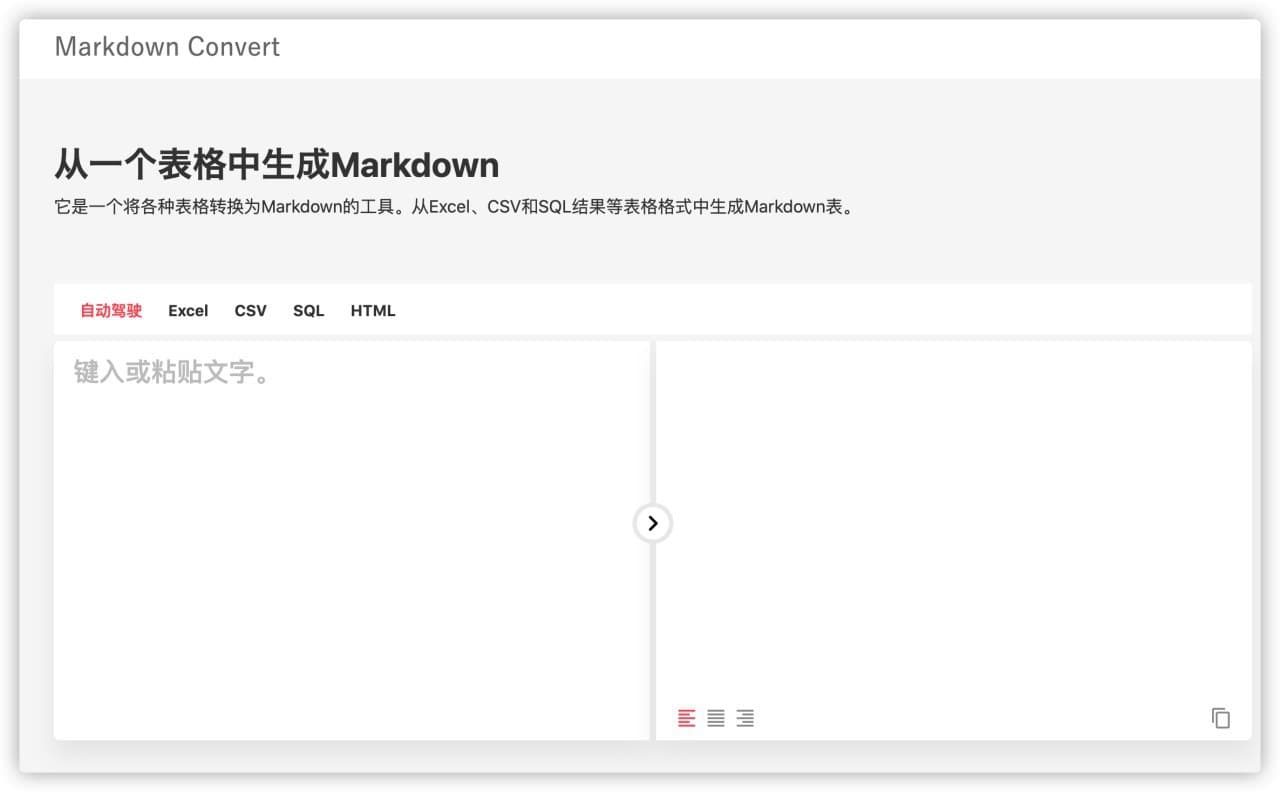 Markdown Convert
从一个表格中生成Markdown
它是一个将各种表格转换为Markdown的工具。从Excel、CSV和SQL结果等表格格式中生成Markdown表。
自动驾驶 Excel CSV SQL HTML
键入或粘贴文字。